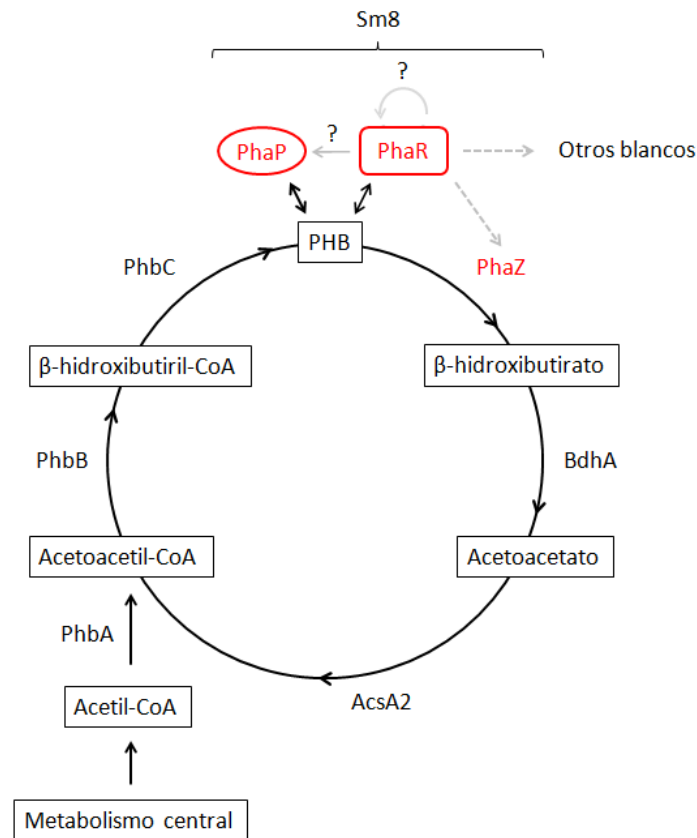 Sm8
?
?
PhaP
PhaR
Otros blancos
PHB
PhbC
PhaZ
β-hidroxibutiril-CoA
β-hidroxibutirato
PhbB
BdhA
Acetoacetil-CoA
Acetoacetato
PhbA
Acetil-CoA
AcsA2
Metabolismo central